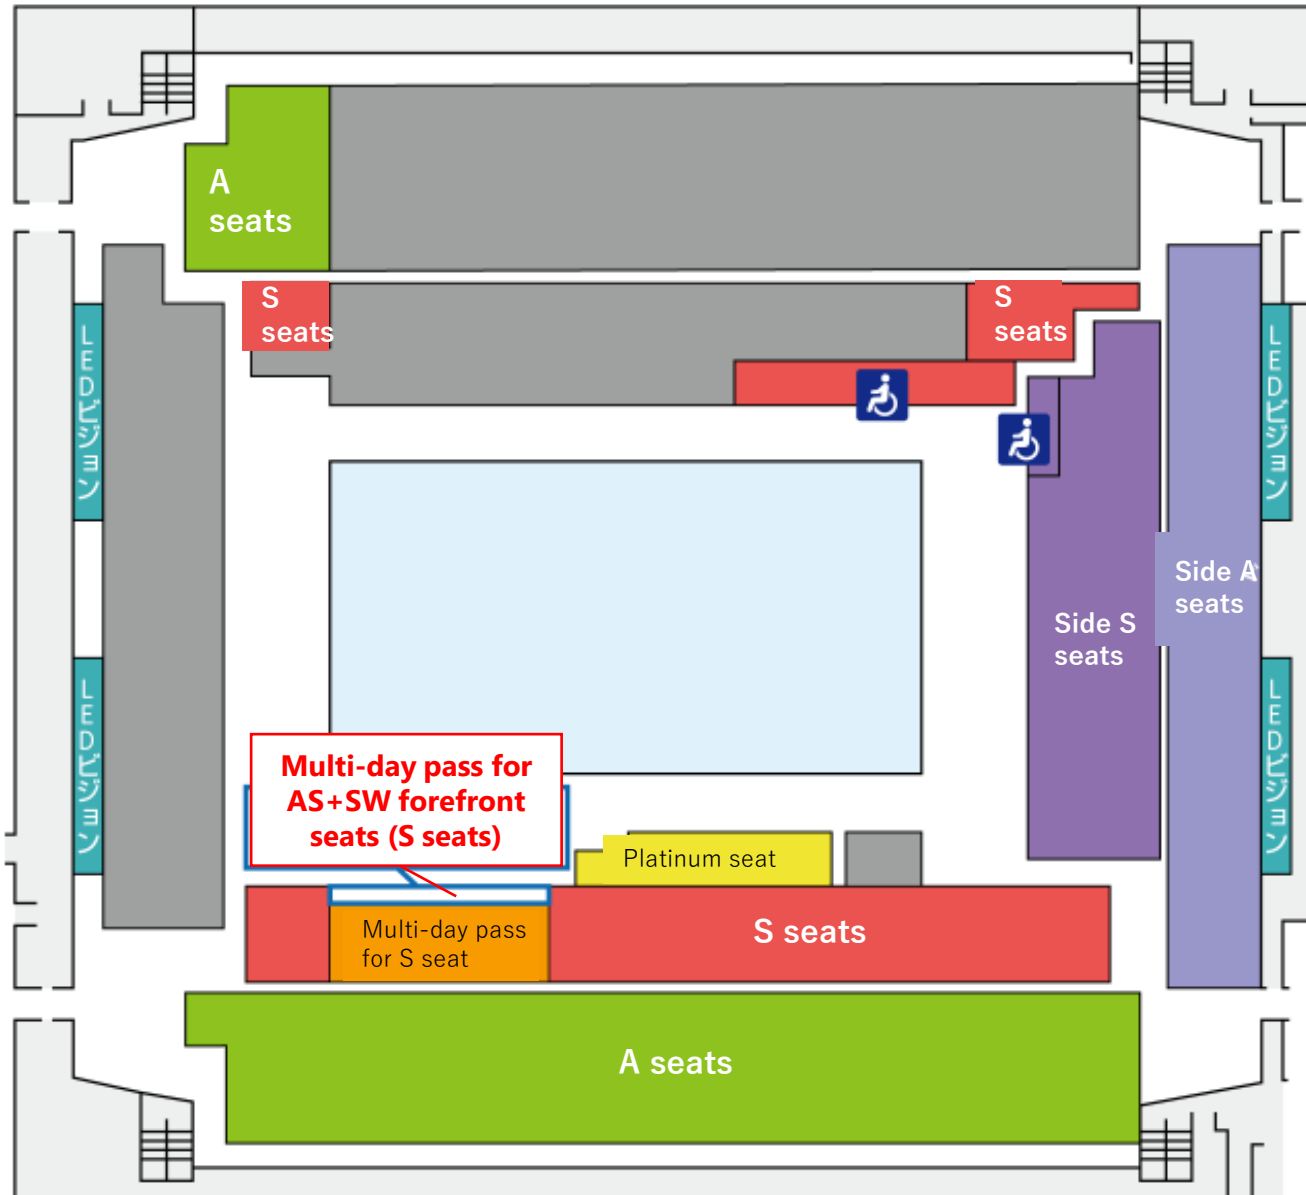 A
seats
S
seats
S
seats
LEDビジョン
LEDビジョン
Side A
seats
Side S
seats
LEDビジョン
LEDビジョン
Multi-day pass for
AS+SW forefront
seats (S seats)
Platinum seat
Multi-day pass
for S seat
S seats
A seats